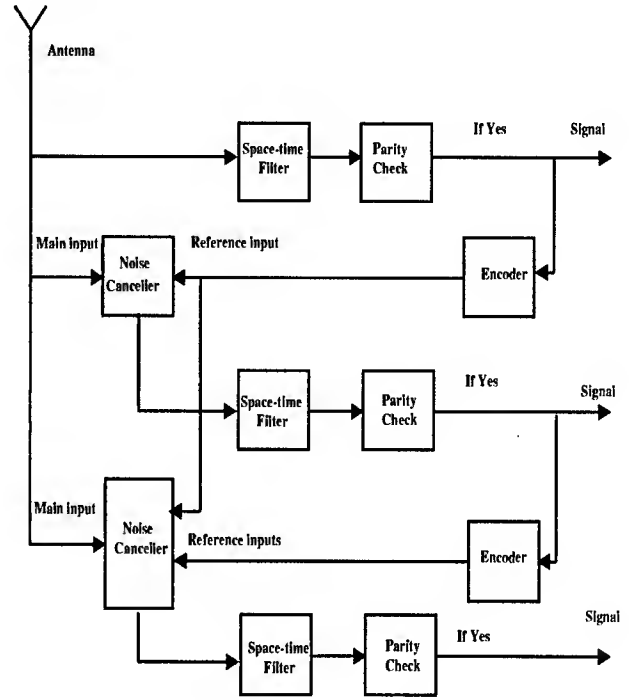 Antenna
If Yes
Signal
Space-time
Filter
Parity
Check
Main input
Reference input
Noise
Canceller
Encoder
If Yes
Signal
Space-time
Filter
Parity
Check
Main input
Noise
Canceller
Reference inputs
Encoder
Signal
If Yes
Space-time
Filter
Parity
Check